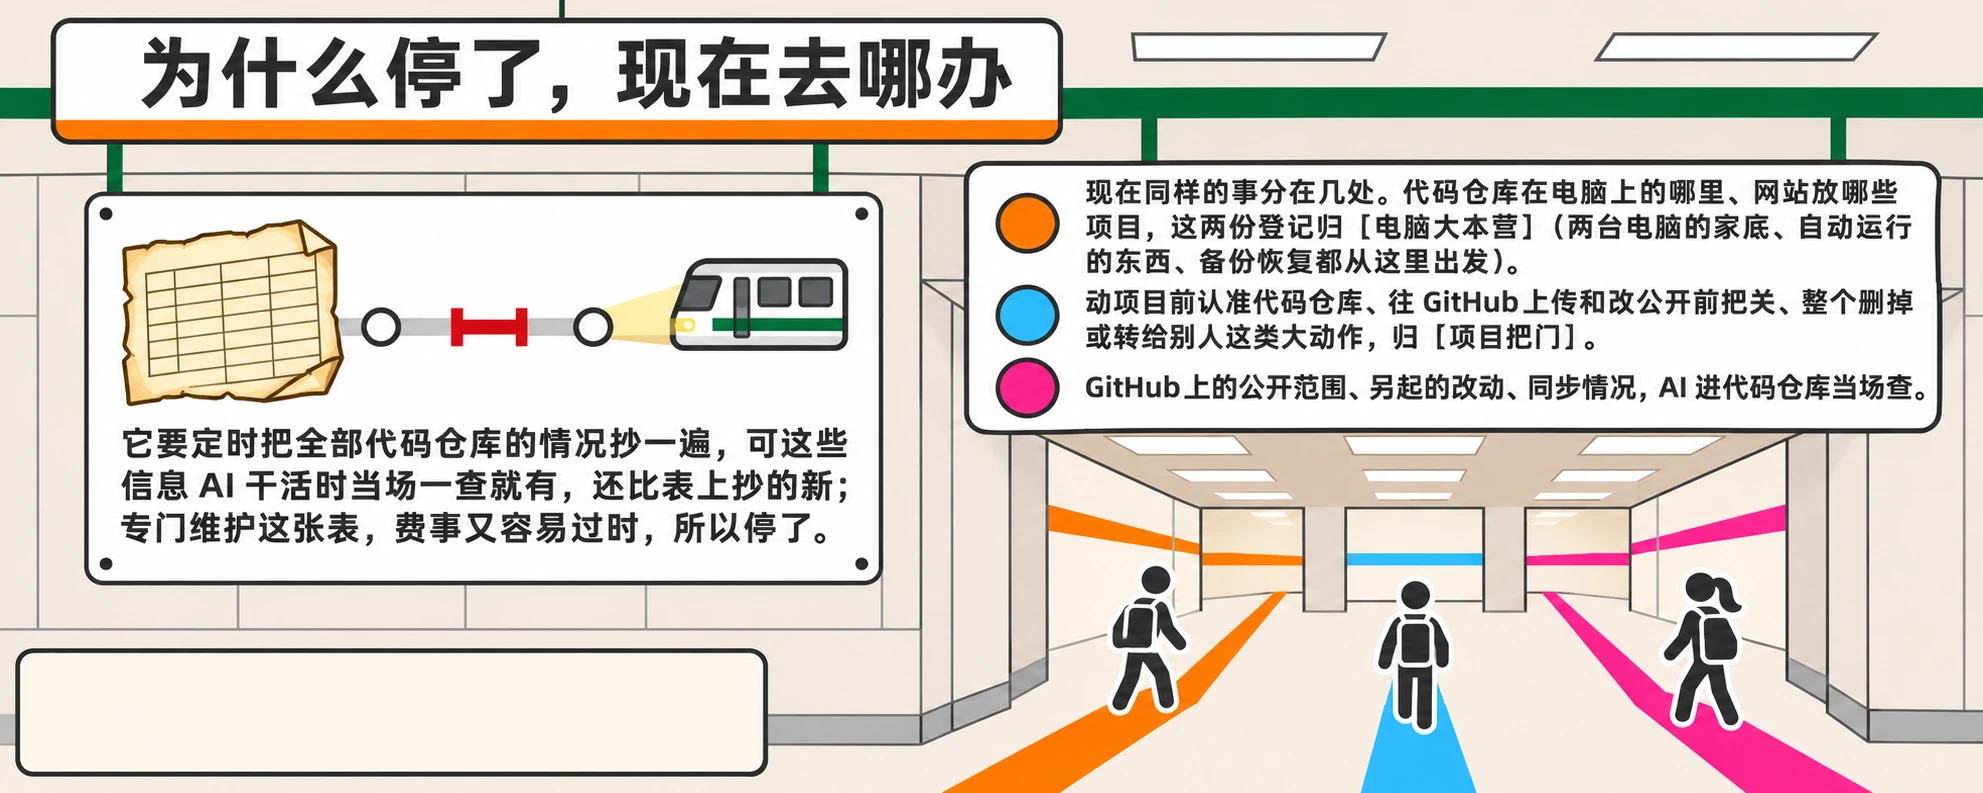 为什么停了，现在去哪办
它要定时把全部代码仓库的情况抄一遍，可这些
信息 AI 干活时当场一查就有，还比表上抄的新；
专门维护这张表，费事又容易过时，所以停了。
现在同样的事分在几处。代码仓库在电脑上的哪里、网站放哪些
项目，这两份登记归［电脑大本营］（两台电脑的家底、自动运行
的东西、备份恢复都从这里出发）。
动项目前认准代码仓库、往 GitHub 上传和改公开前把关、整个删掉
或转给别人这类大动作，归［项目把门］。
GitHub 上的公开范围、另起的改动、同步情况，AI 进代码仓库当场查。